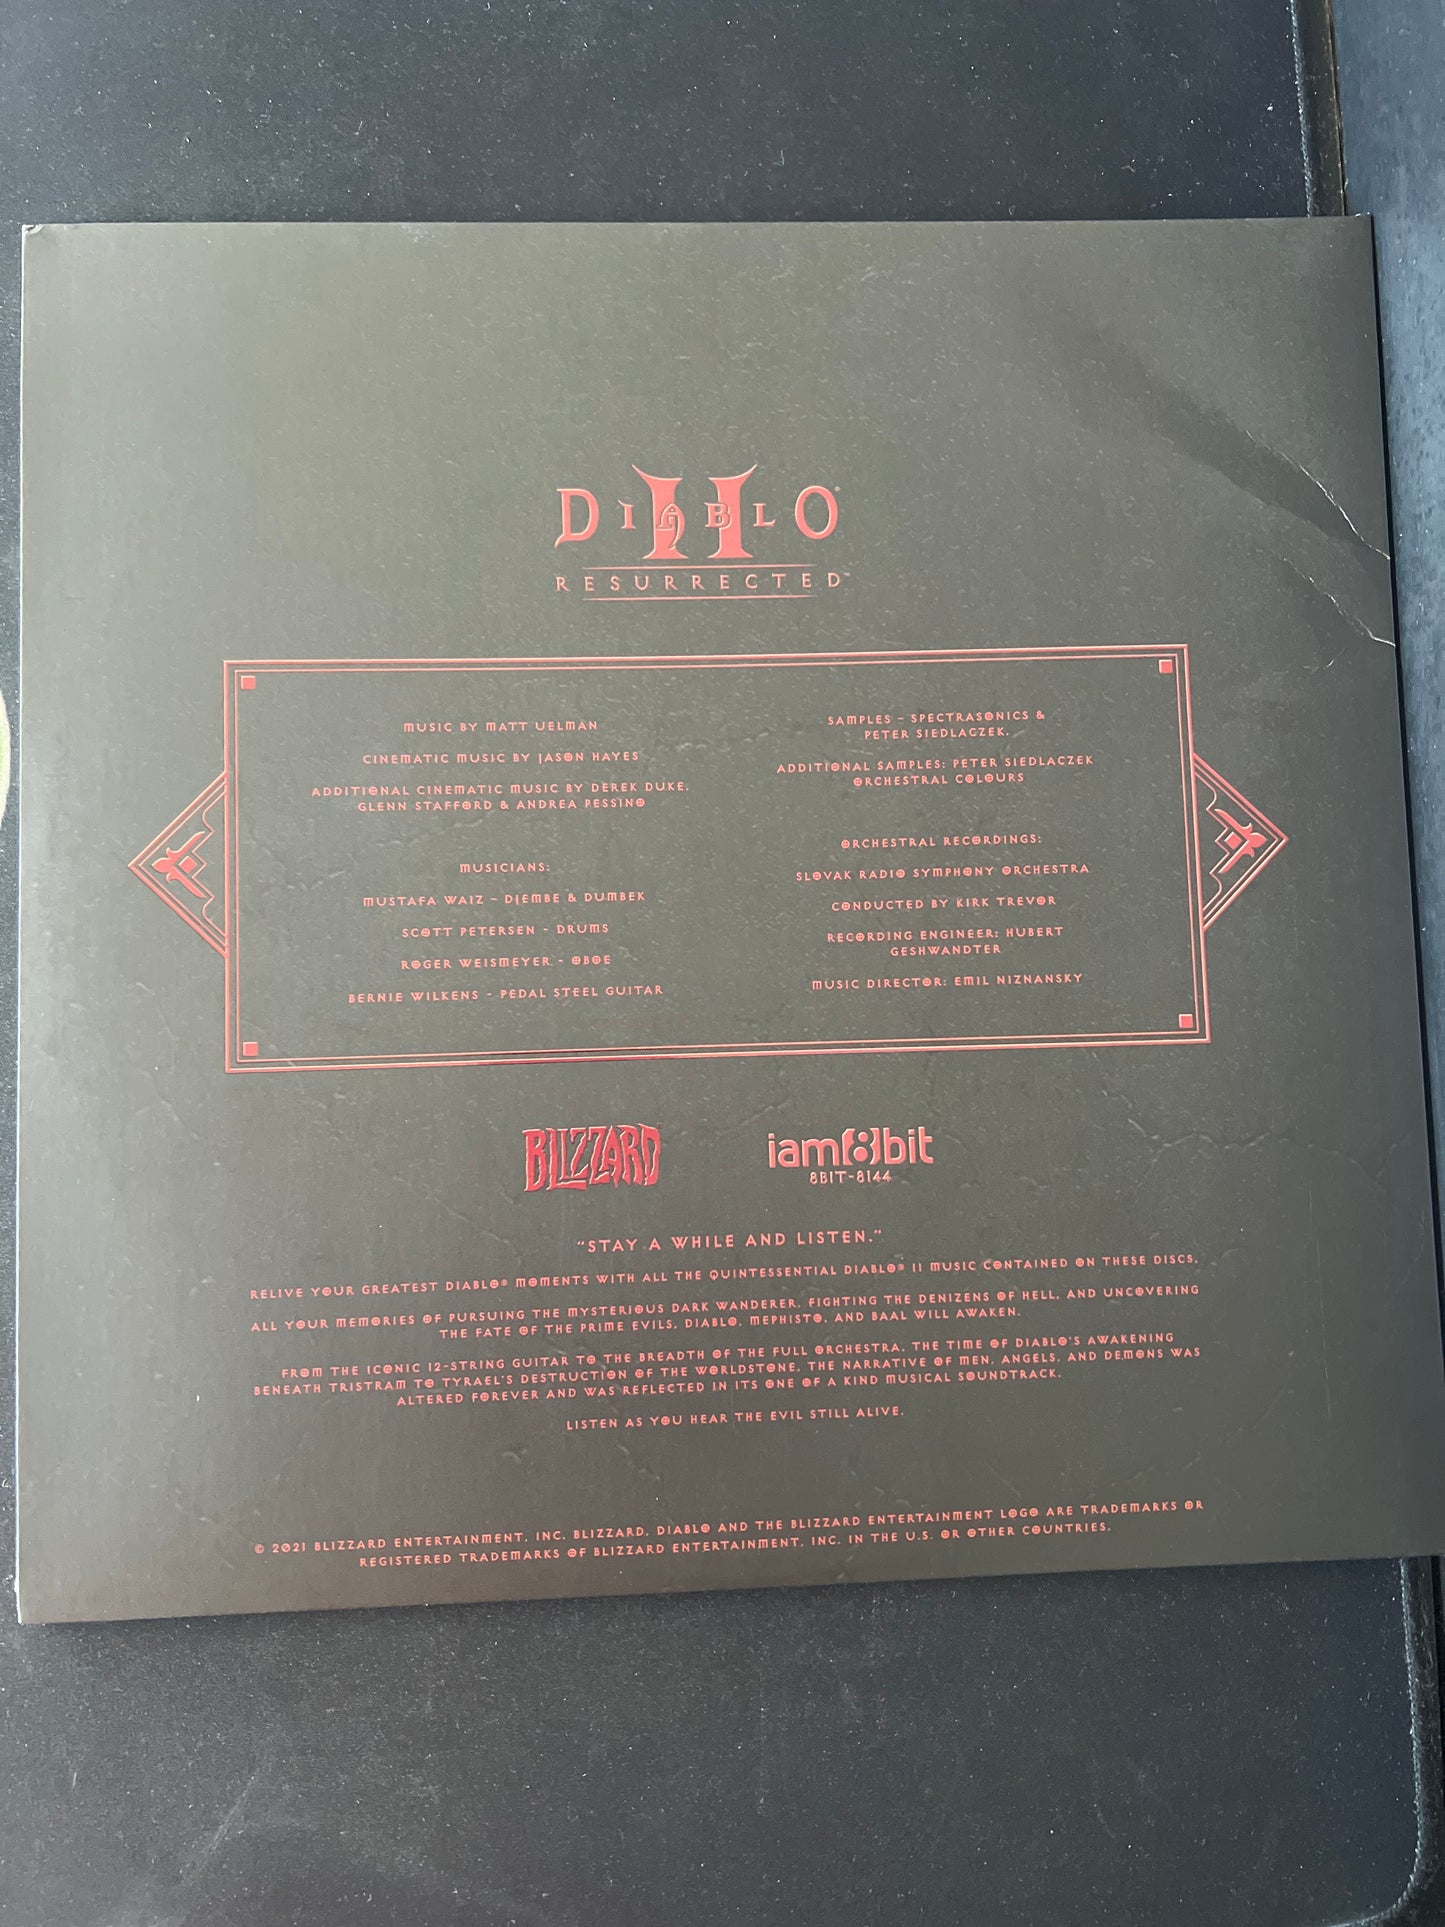 DIABLO II
RESURRECTED™
MUSIC BY MATT UELMAN
CINEMATIC MUSIC BY JASON HAYES
ADDITIONAL CINEMATIC MUSIC BY DEREK DUKE,
GLENN STAFFORD & ANDREA PESSINO
MUSICIANS:
MUSTAFA WAIZ - DJEMBE & DUMBEK
SCOTT PETERSEN - DRUMS
ROGER WEISMEYER - OBOE
BERNIE WILKENS - PEDAL STEEL GUITAR
SAMPLES - SPECTRASONICS &
PETER SIEDLACZEK.
ADDITIONAL SAMPLES: PETER SIEDLACZEK
ORCHESTRAL COLOURS
ORCHESTRAL RECORDINGS:
SLOVAK RADIO SYMPHONY ORCHESTRA
CONDUCTED BY KIRK TREVOR
RECORDING ENGINEER: HUBERT
GESHWANDTER
MUSIC DIRECTOR: EMIL NIZNANSKY
BLIZZARD
iam8bit
8BIT-8144
"STAY A WHILE AND LISTEN."
RELIVE YOUR GREATEST DIABLO® MOMENTS WITH ALL THE QUINTESSENTIAL DIABLO® II MUSIC CONTAINED ON THESE DISCS.
ALL YOUR MEMORIES OF PURSUING THE MYSTERIOUS DARK WANDERER, FIGHTING THE DENIZENS OF HELL, AND UNCOVERING
THE FATE OF THE PRIME EVILS, DIABLO, MEPHISTO, AND BAAL WILL AWAKEN.
FROM THE ICONIC 12-STRING GUITAR TO THE BREADTH OF THE FULL ORCHESTRA, THE TIME OF DIABLO'S AWAKENING
BENEATH TRISTRAM TO TYRAEL'S DESTRUCTION OF THE WORLDSTONE, THE NARRATIVE OF MEN, ANGELS, AND DEMONS WAS
ALTERED FOREVER AND WAS REFLECTED IN ITS ONE OF A KIND MUSICAL SOUNDTRACK.
LISTEN AS YOU HEAR THE EVIL STILL ALIVE.
© 2021 BLIZZARD ENTERTAINMENT, INC. BLIZZARD, DIABLO AND THE BLIZZARD ENTERTAINMENT LOGO ARE TRADEMARKS OR
REGISTERED TRADEMARKS OF BLIZZARD ENTERTAINMENT, INC. IN THE U.S. OR OTHER COUNTRIES.